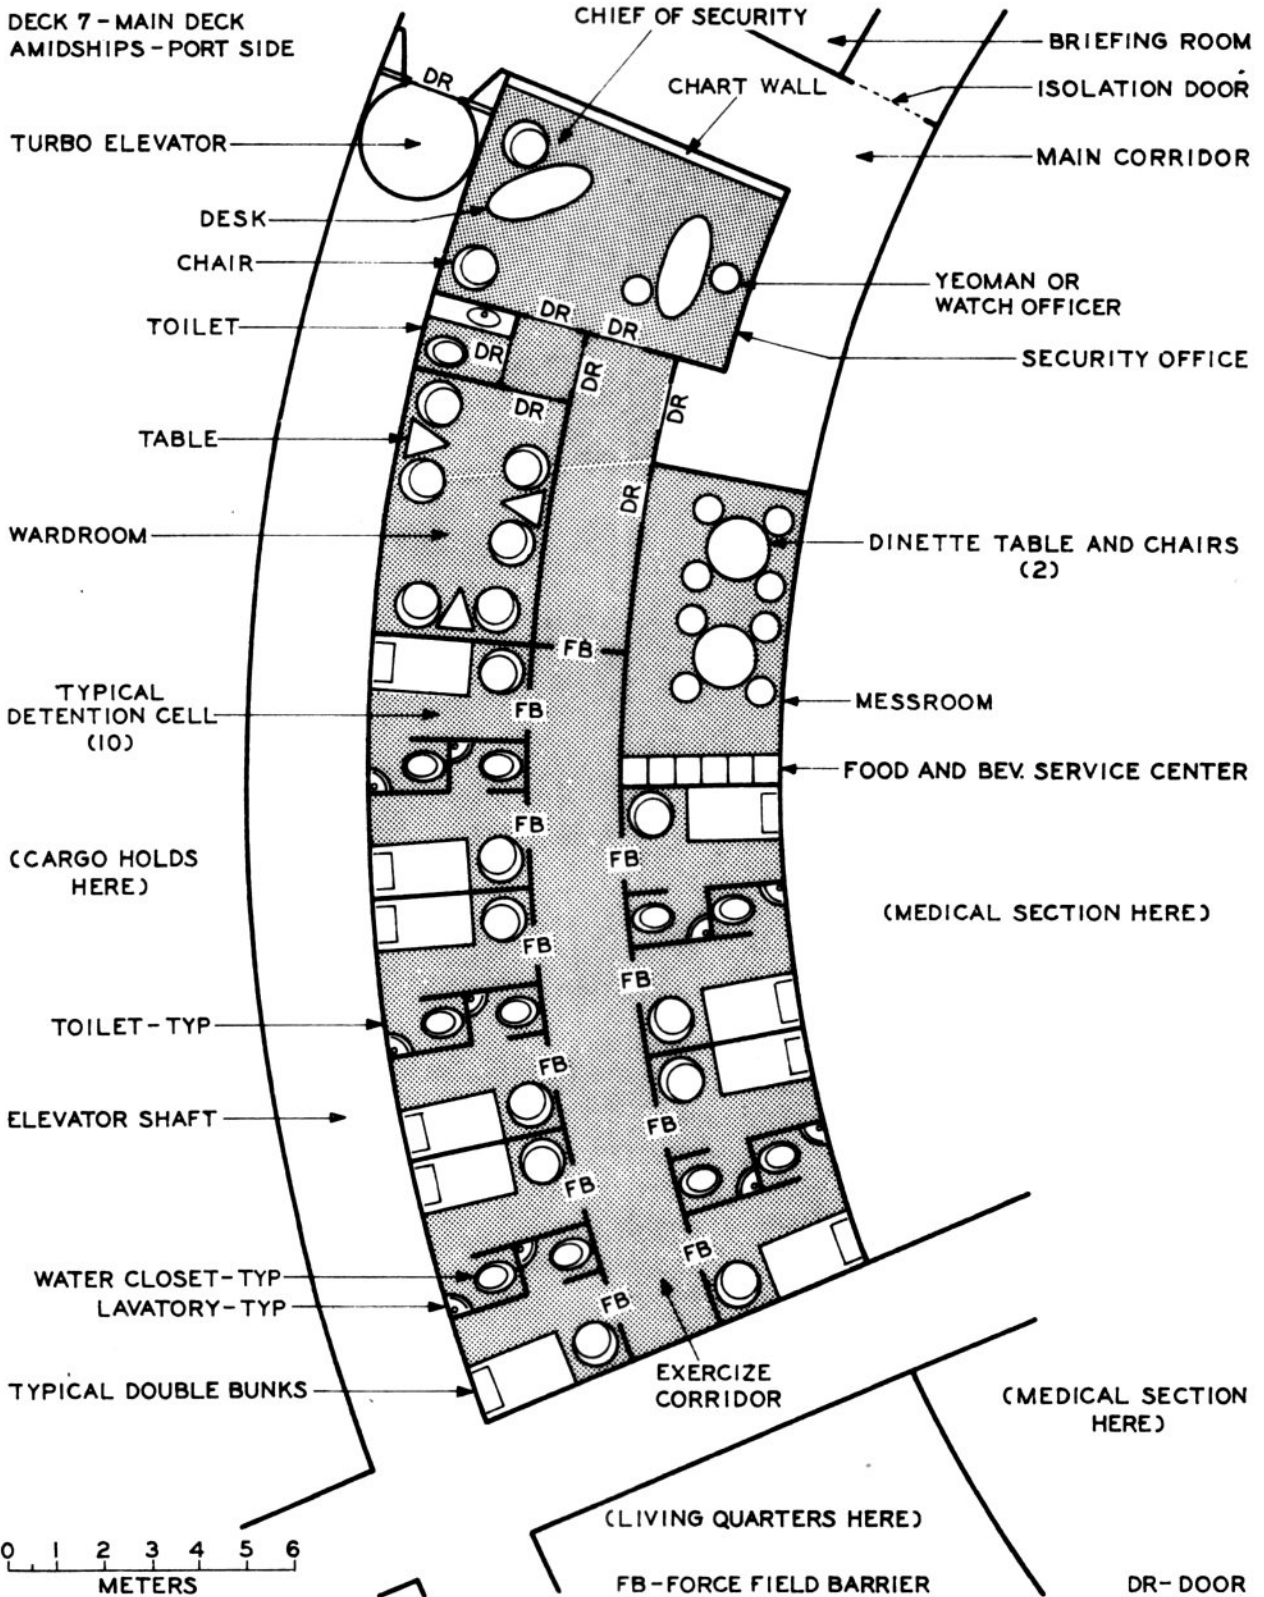 DECK 7 - MAIN DECK
AMIDSHIPS - PORT SIDE
CHIEF OF SECURITY
BRIEFING ROOM
ISOLATION DOOR
CHART WALL
MAIN CORRIDOR
DR
TURBO ELEVATOR
DESK
CHAIR
YEOMAN OR
WATCH OFFICER
TOILET
DR
DR
SECURITY OFFICE
DR
DR
DR
DR
TABLE
DR
WARDROOM
DINETTE TABLE AND CHAIRS
(2)
FB
TYPICAL
DETENTION CELL
(10)
FB
MESSROOM
FOOD AND BEV. SERVICE CENTER
FB
(CARGO HOLDS
HERE)
FB
(MEDICAL SECTION HERE)
FB
FB
TOILET-TYP
FB
ELEVATOR SHAFT
FB
FB
FB
WATER CLOSET-TYP
LAVATORY-TYP
FB
TYPICAL DOUBLE BUNKS
EXERCIZE
CORRIDOR
(MEDICAL SECTION
HERE)
(LIVING QUARTERS HERE)
0 1 2 3 4 5 6
METERS
FB-FORCE FIELD BARRIER
DR-DOOR